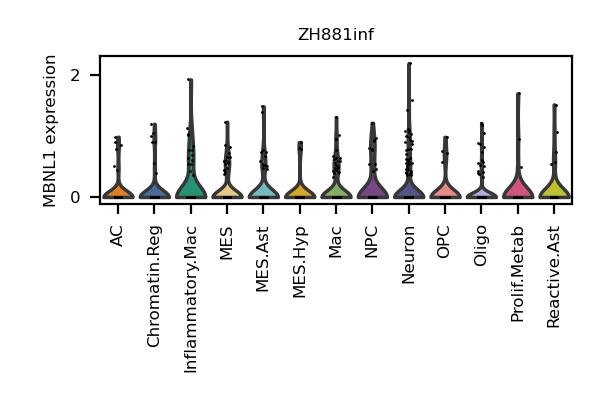 ZH881inf
MBNL1 expression
2
0
AC
Chromatin.Reg
Inflammatory.Mac
MES
MES.Ast
MES.Hyp
Mac
NPC
Neuron
OPC
Oligo
Prolif.Metab
Reactive.Ast